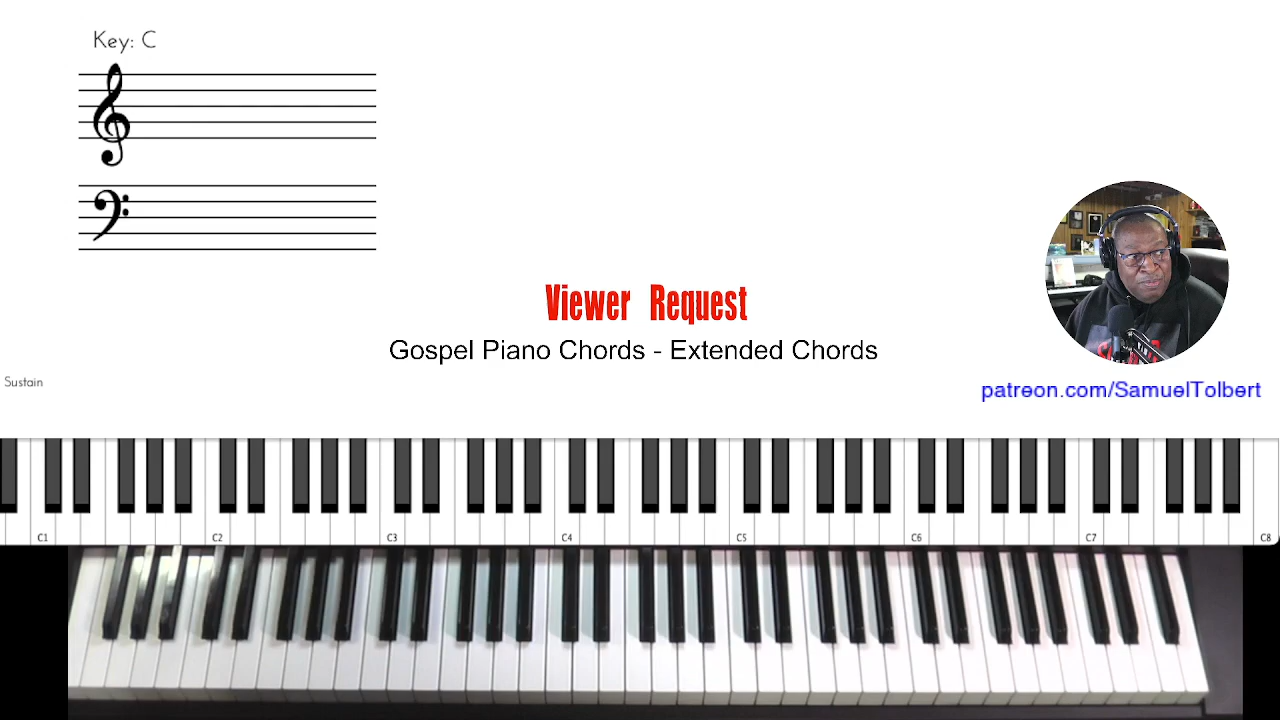 Key: C
Viewer Request
Gospel Piano Chords - Extended Chords
Sustain
patreon.com/SamuelTolbert
C1 C2 C3 C4 C5 C6 C7 C8